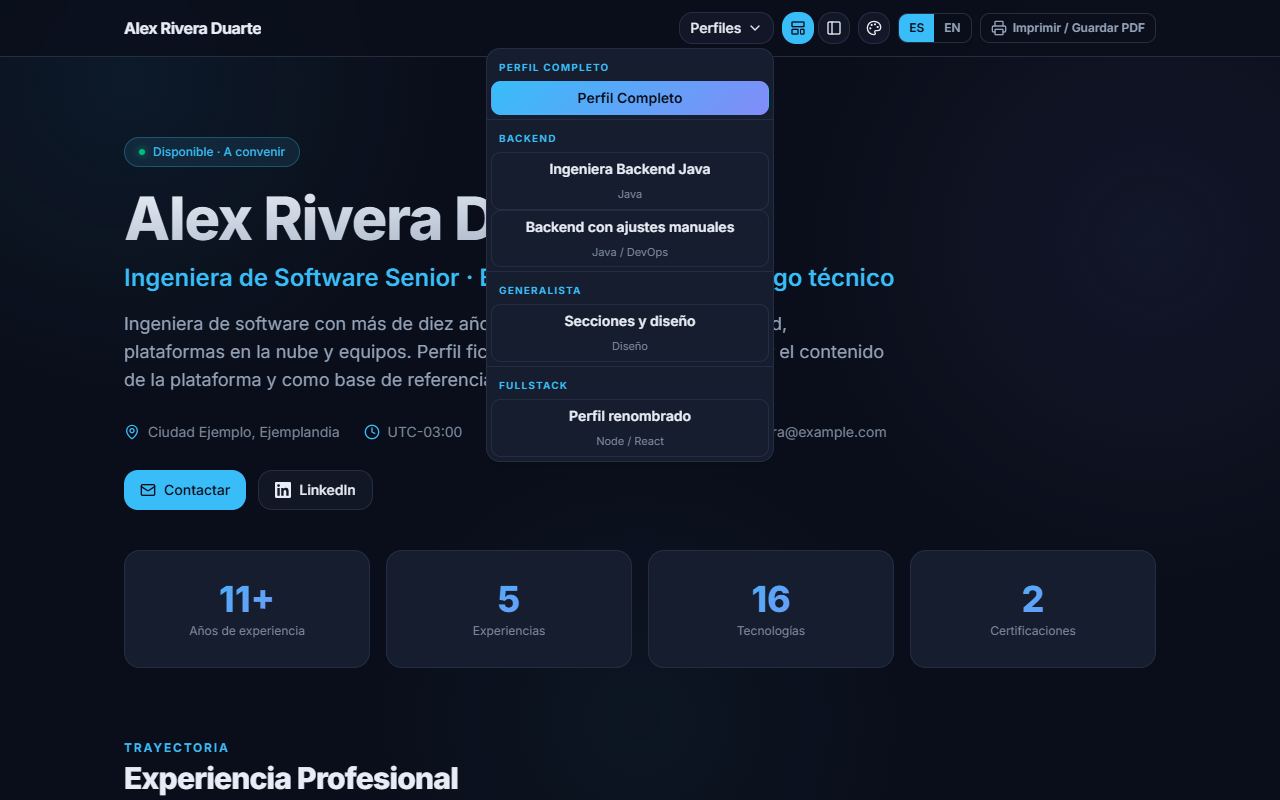 Alex Rivera Duarte
Perfiles
ES
EN
Imprimir / Guardar PDF
PERFIL COMPLETO
Perfil Completo
BACKEND
Ingeniera Backend Java
Java
Backend con ajustes manuales
Java / DevOps
GENERALISTA
Secciones y diseño
Diseño
FULLSTACK
Perfil renombrado
Node / React
Disponible · A convenir
Alex Rivera D
Ingeniera de Software Senior · go técnico
Ingeniera de software con más de diez d,
plataformas en la nube y equipos. Perfil el contenido
de la plataforma y como base de
Ciudad Ejemplo, Ejemplandia
UTC-03:00
ra@example.com
Contactar
LinkedIn
11+
Años de experiencia
5
Experiencias
16
Tecnologías
2
Certificaciones
TRAYECTORIA
Experiencia Profesional